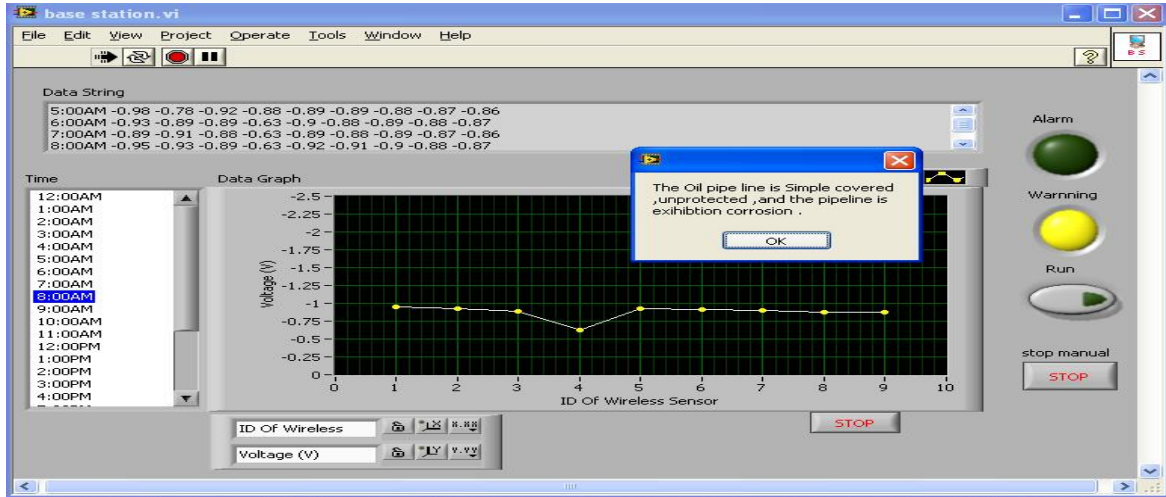 base station.vi
File Edit View Project Operate Tools Window Help
BS
Data String
5:00AM -0.98 -0.78 -0.92 -0.88 -0.89 -0.89 -0.88 -0.87 -0.86
6:00AM -0.93 -0.89 -0.89 -0.63 -0.9 -0.88 -0.89 -0.88 -0.87
7:00AM -0.89 -0.91 -0.88 -0.63 -0.89 -0.88 -0.89 -0.87 -0.86
8:00AM -0.95 -0.93 -0.89 -0.63 -0.92 -0.91 -0.9 -0.88 -0.87
Alarm
Warnning
Run
stop manual
STOP
Time
12:00AM
1:00AM
2:00AM
3:00AM
4:00AM
5:00AM
6:00AM
7:00AM
8:00AM
9:00AM
10:00AM
11:00AM
12:00PM
1:00PM
2:00PM
3:00PM
4:00PM
Data Graph
The Oil pipe line is Simple covered
,unprotected ,and the pipeline is
exihibtion corrosion .
OK
Voltage (V)
-2.5
-2.25
-2
-1.75
-1.5
-1.25
-1
-0.75
-0.5
-0.25
0
0 1 2 3 4 5 6 7 8 9 10
ID Of Wireless Sensor
STOP
ID Of Wireless
X X.XX
Voltage (V)
Y Y.YY